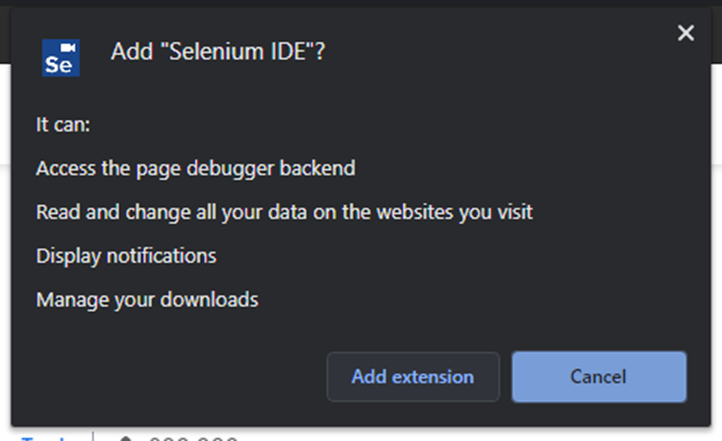 Se
Add "Selenium IDE"?
It can:
Access the page debugger backend
Read and change all your data on the websites you visit
Display notifications
Manage your downloads
Add extension
Cancel